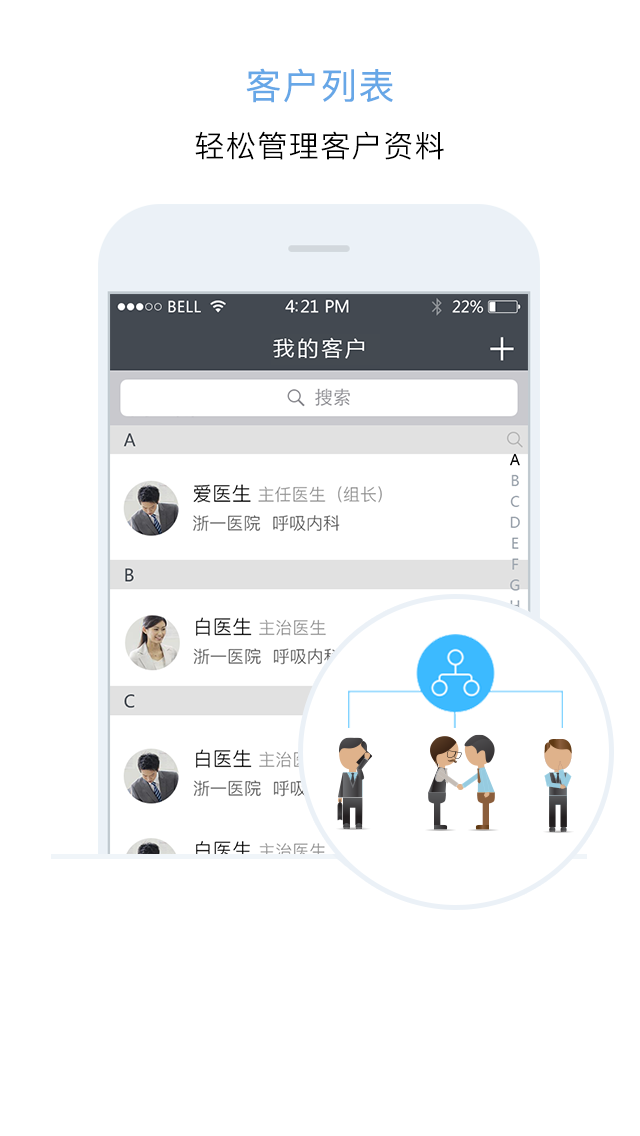 客户列表
轻松管理客户资料
BELL 4:21 PM 22%
我的客户
搜索
A
A
爱医生 主任医生（组长）
浙一医院 呼吸内科
B
C
D
E
F
G
H
B
白医生 主治医生
浙一医院 呼吸内科
C
白医生 主治医
浙一医院 呼吸
白医生 主治医生